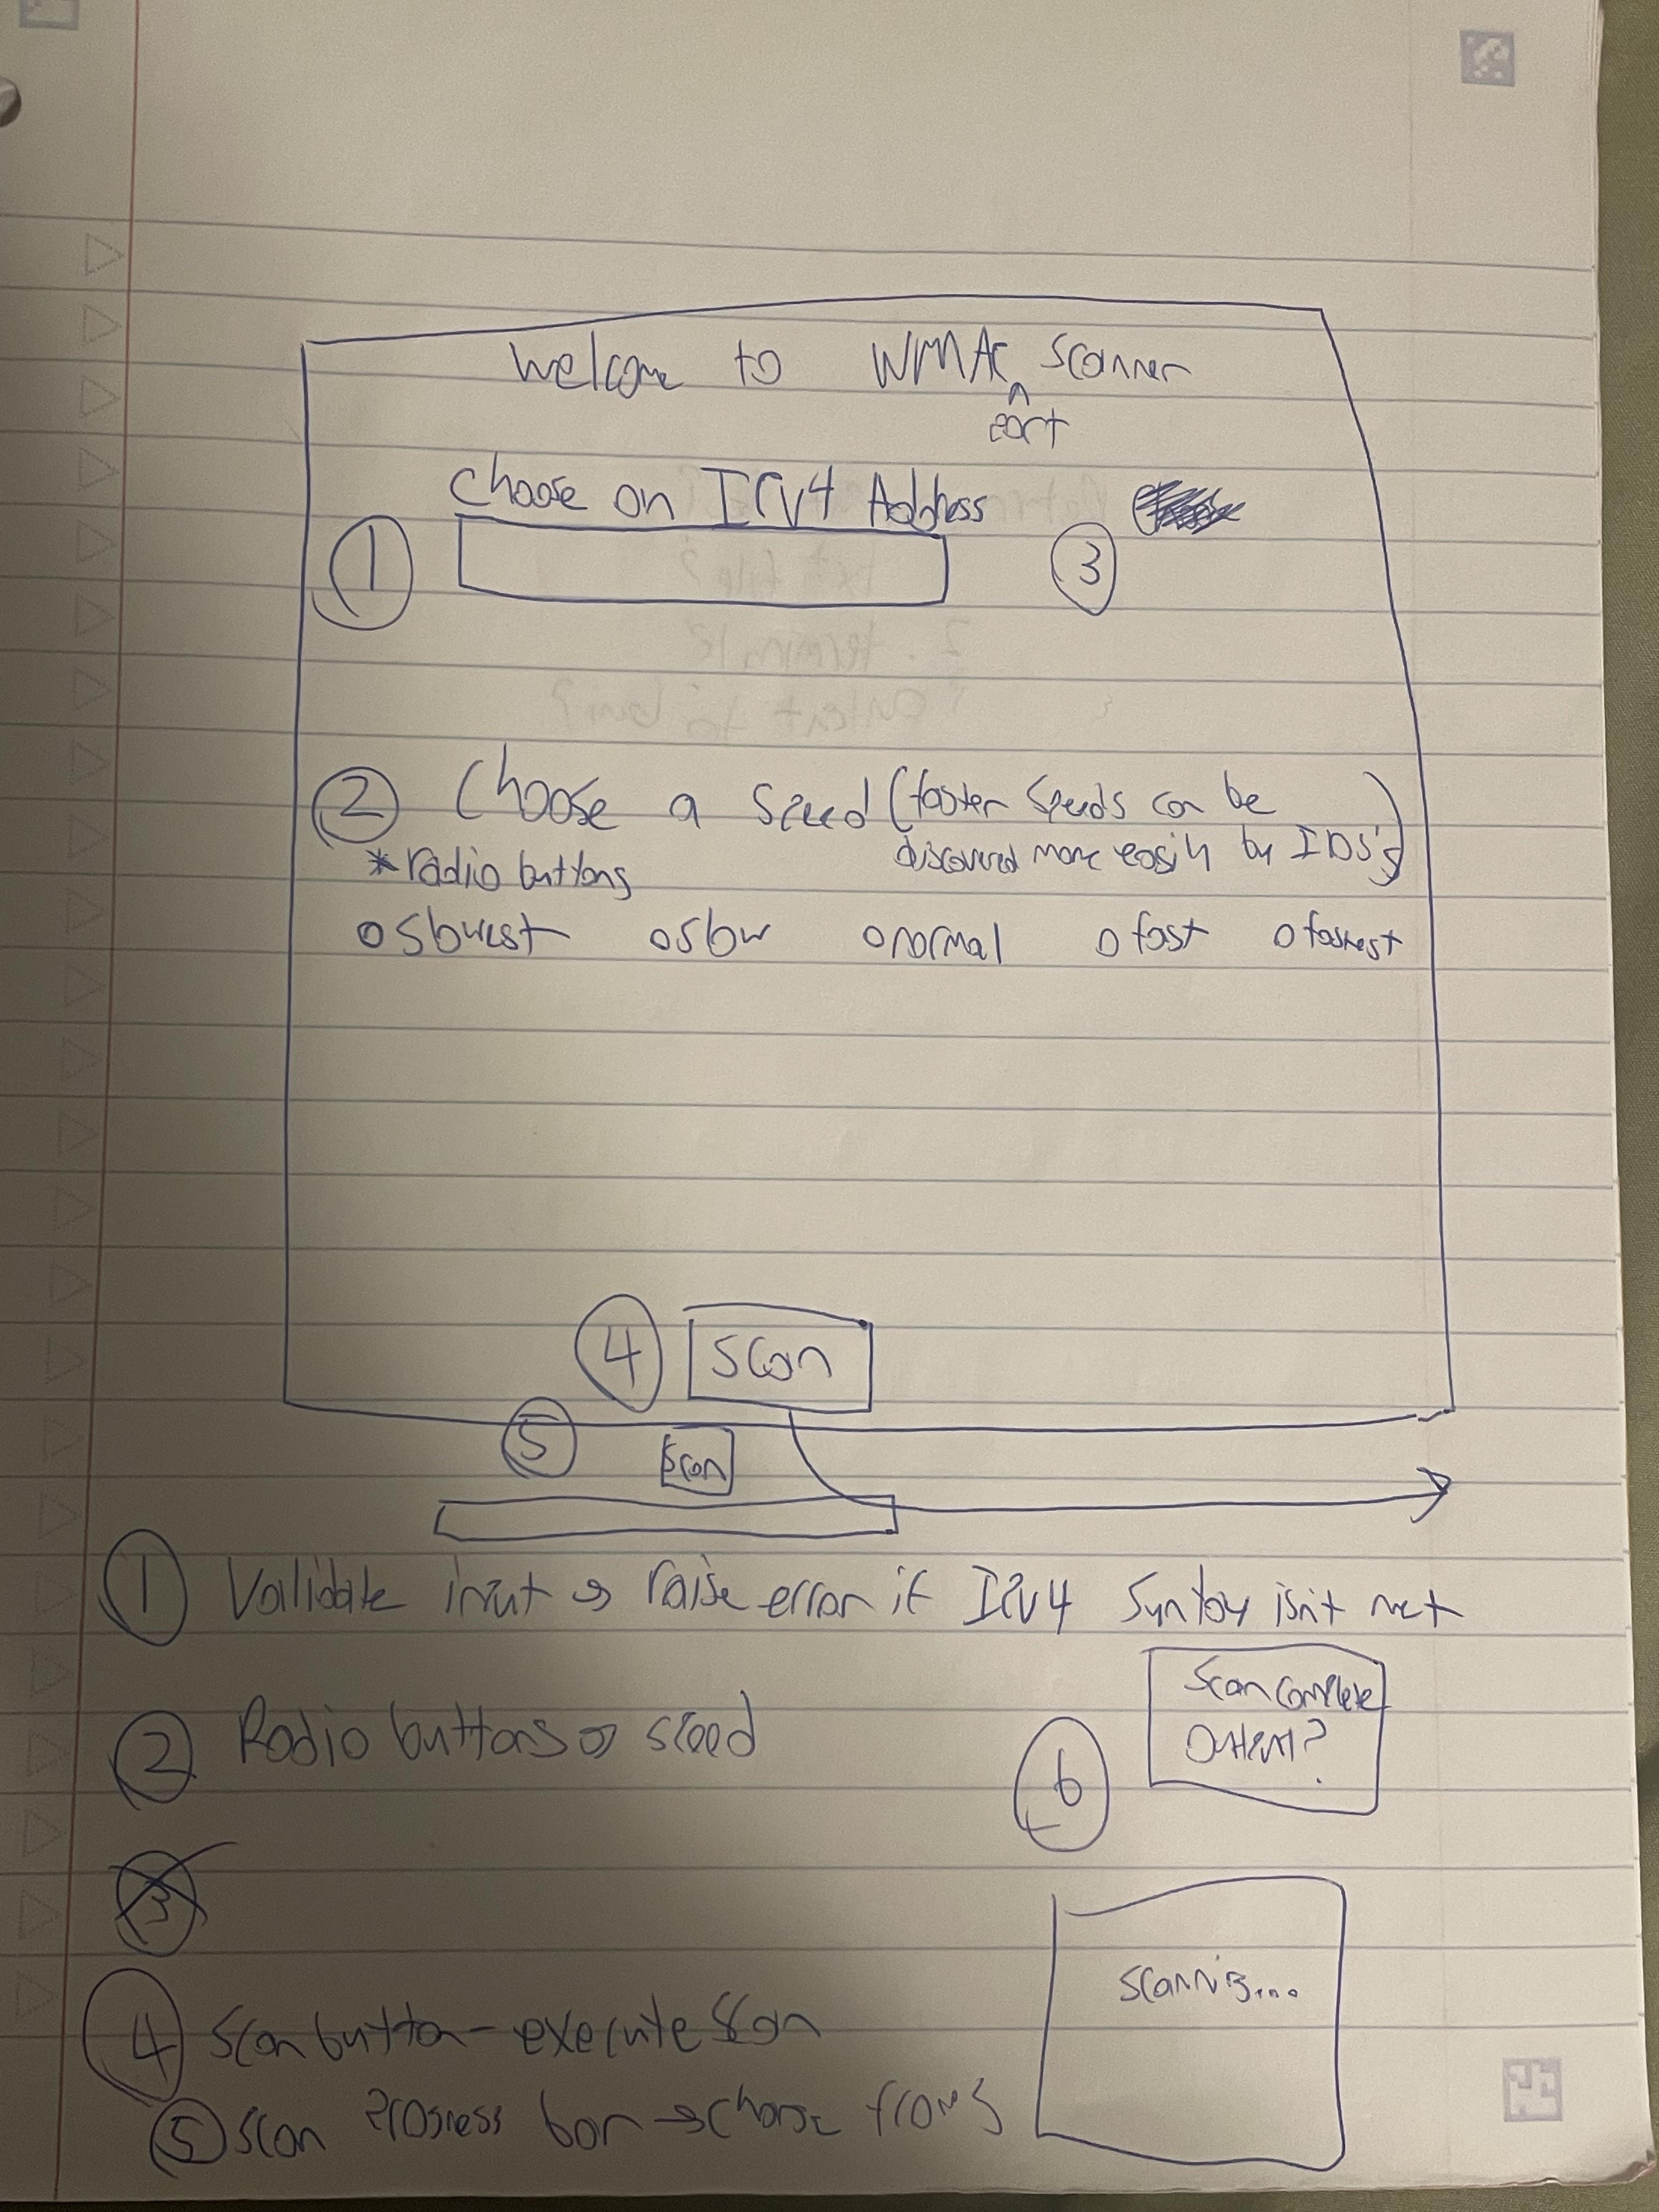 Welcome to WMAC Scanner
^
port
Choose an IPv4 Address
1
3
2 Choose a Speed (faster speeds can be
discovered more easily by IDS's)
* radio buttons
Slowest Slow normal fast fastest
4 Scan
5 Scan
1 Validate input → raise error if IPv4 Syntax isn't met
Scan complete
Output?
2 Radio buttons → speed
6
3
Scanning...
4 Scan button - execute scan
5 Scan progress bar → change frames